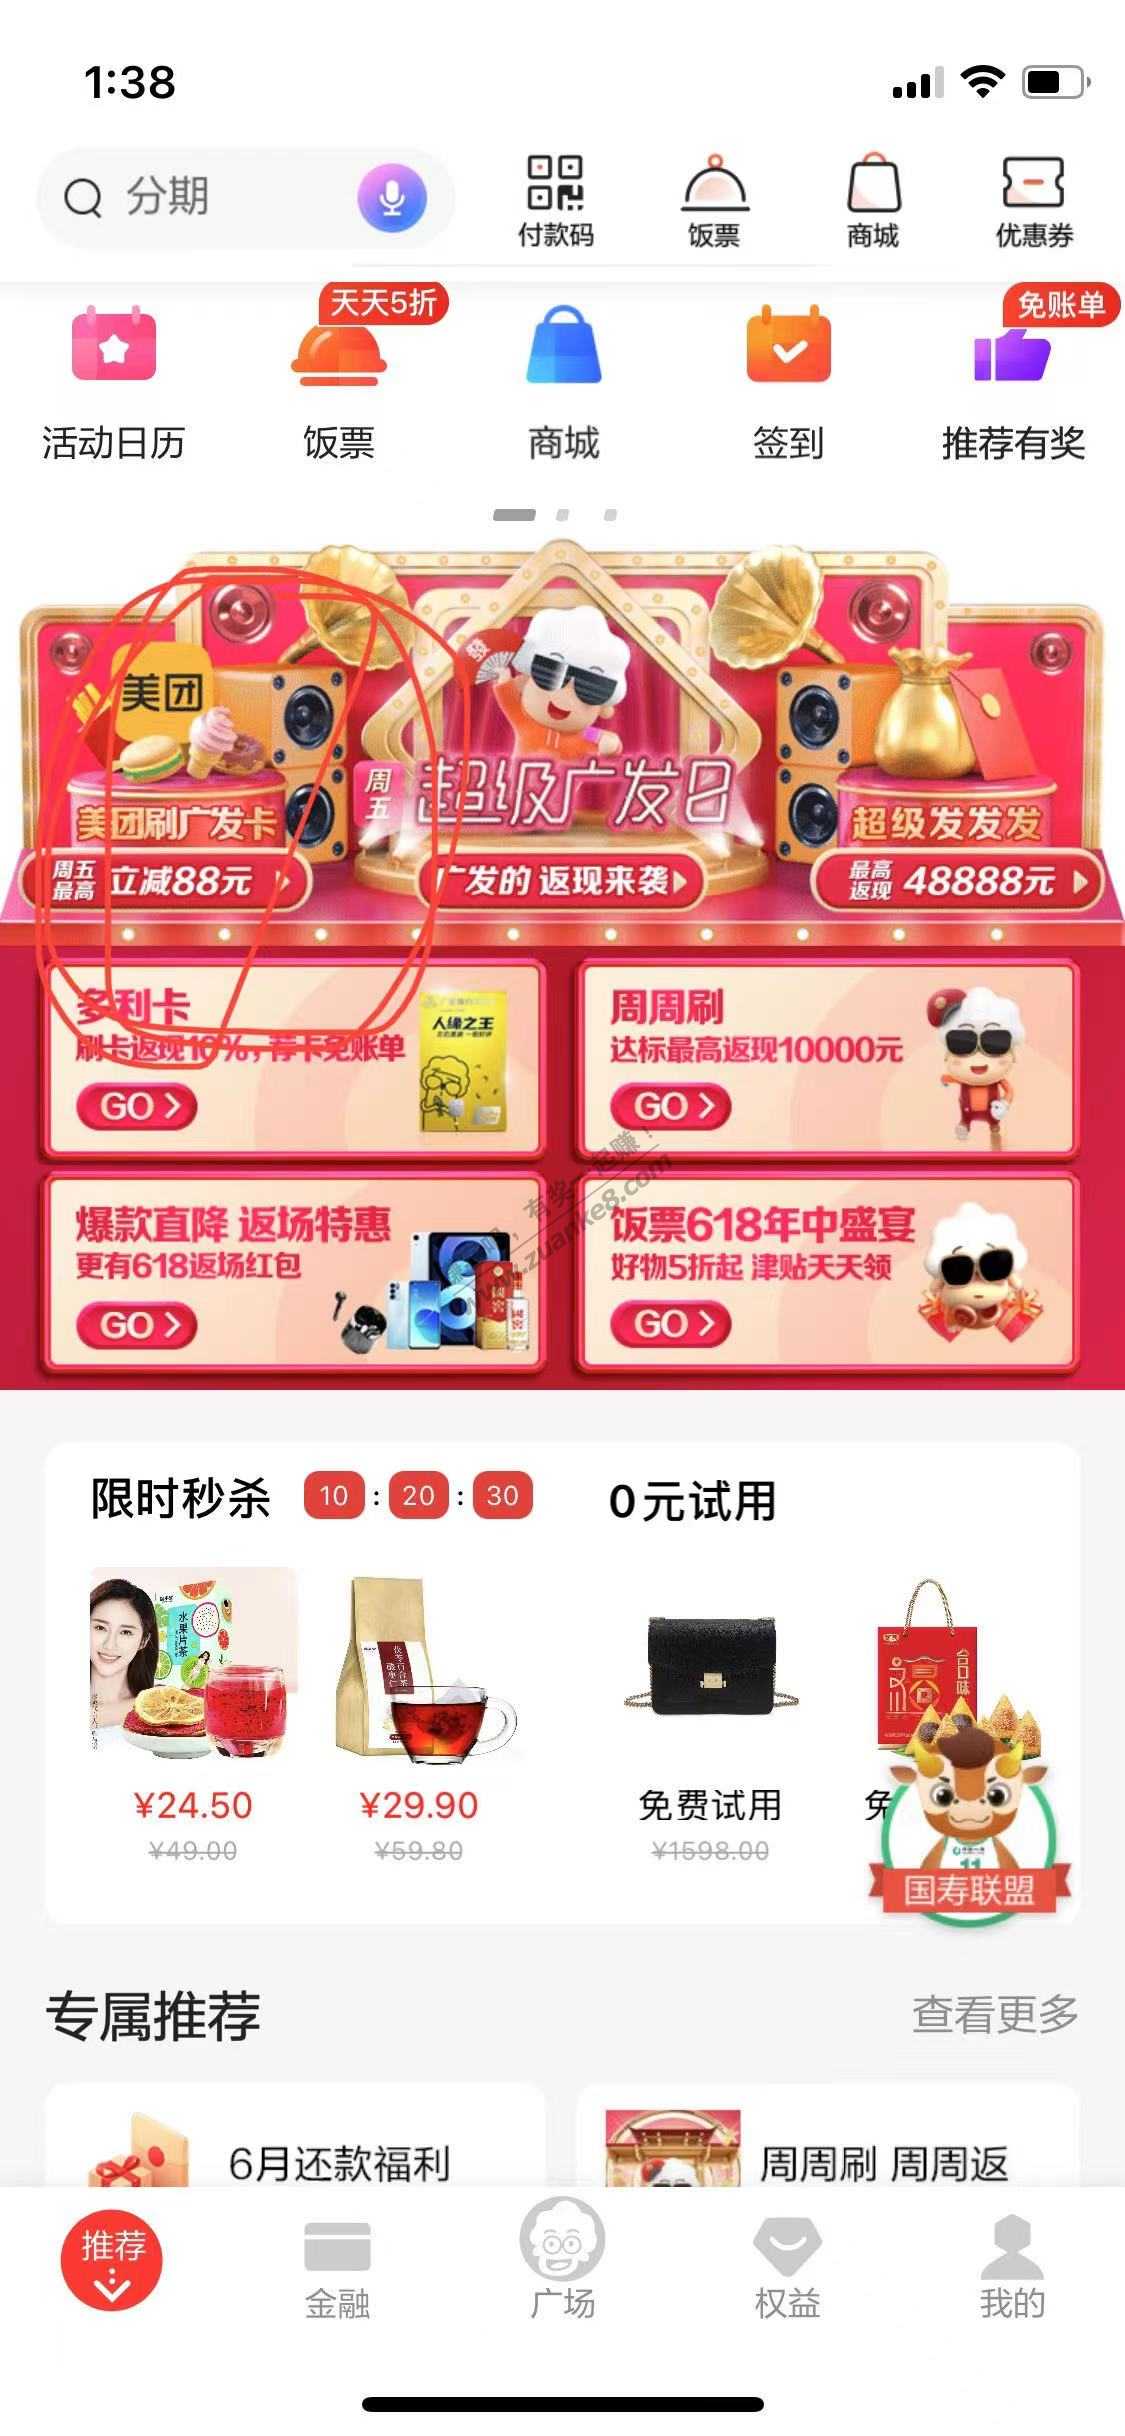 1:38
分期
付款码 饭票 商城 优惠券
天天5折 免账单
活动日历 饭票 商城 签到 推荐有奖
美团
周五 超级广发日
美团刷广发卡 超级发发发
周五最高 立减88元 广发的 返现来袭 最高返现 48888元
多利卡
刷卡返现10%,荐卡免账单
GO
人缘之王
周周刷
达标最高返现10000元
GO
爆款直降 返场特惠
更有618返场红包
GO
饭票618年中盛宴
好物5折起 津贴天天领
GO
有奖一起赚!
www.zuanke8.com
限时秒杀 10:20:30 0元试用
水果片茶
福 合口味
¥24.50 ¥29.90 免费试用 免
¥49.00 ¥59.80 ¥1598.00
11
国寿联盟
专属推荐 查看更多
6月还款福利 周周刷 周周返
推荐 金融 广场 权益 我的